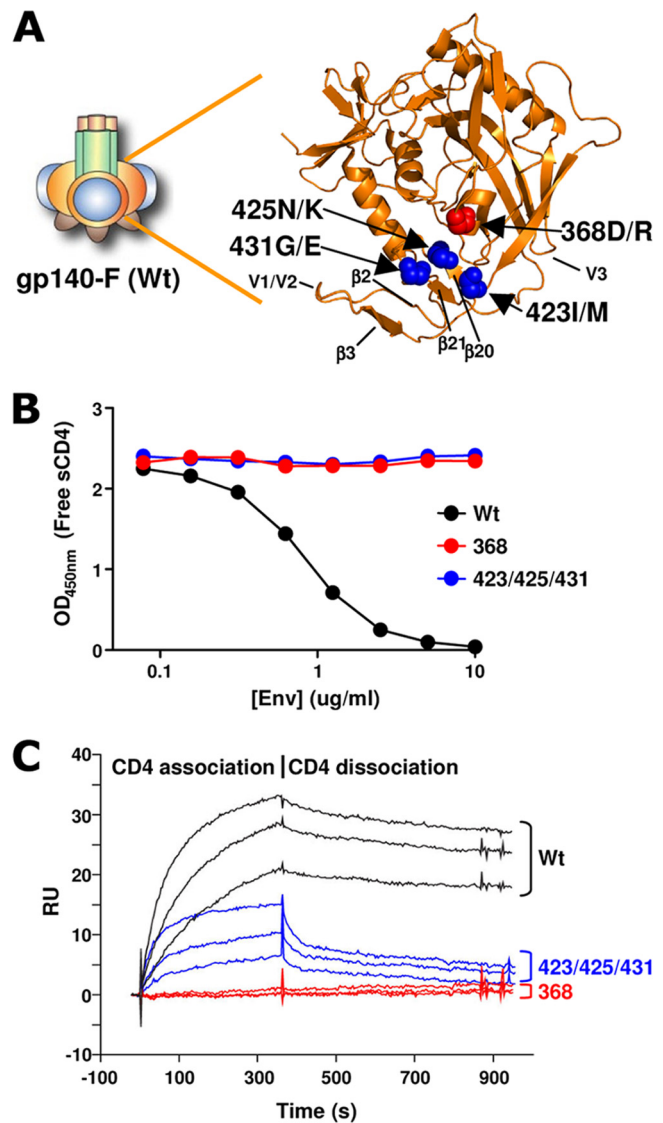 A
425N/K
431G/E
368D/R
gp140-F (Wt)
V1/V2
β2
V3
423I/M
β21
β20
β3
B
3
2
1
0
OD450nm (Free sCD4)
Wt
368
423/425/431
0.1
1
10
[Env] (ug/ml)
C
40
30
20
10
0
-10
RU
CD4 association
CD4 dissociation
Wt
423/425/431
368
-100
100
300
500
700
900
Time (s)